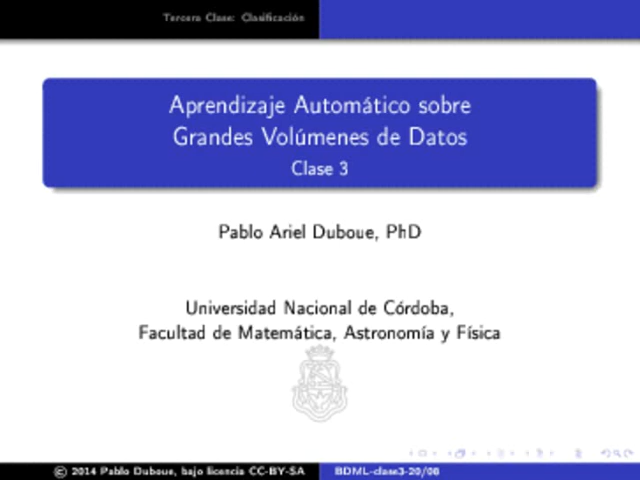 Tercera Clase: Clasificación
Aprendizaje Automático sobre
Grandes Volúmenes de Datos
Clase 3
Pablo Ariel Duboue, PhD
Universidad Nacional de Córdoba,
Facultad de Matemática, Astronomía y Física
© 2014 Pablo Duboue, bajo licencia CC-BY-SA BDML-clase3-20/08